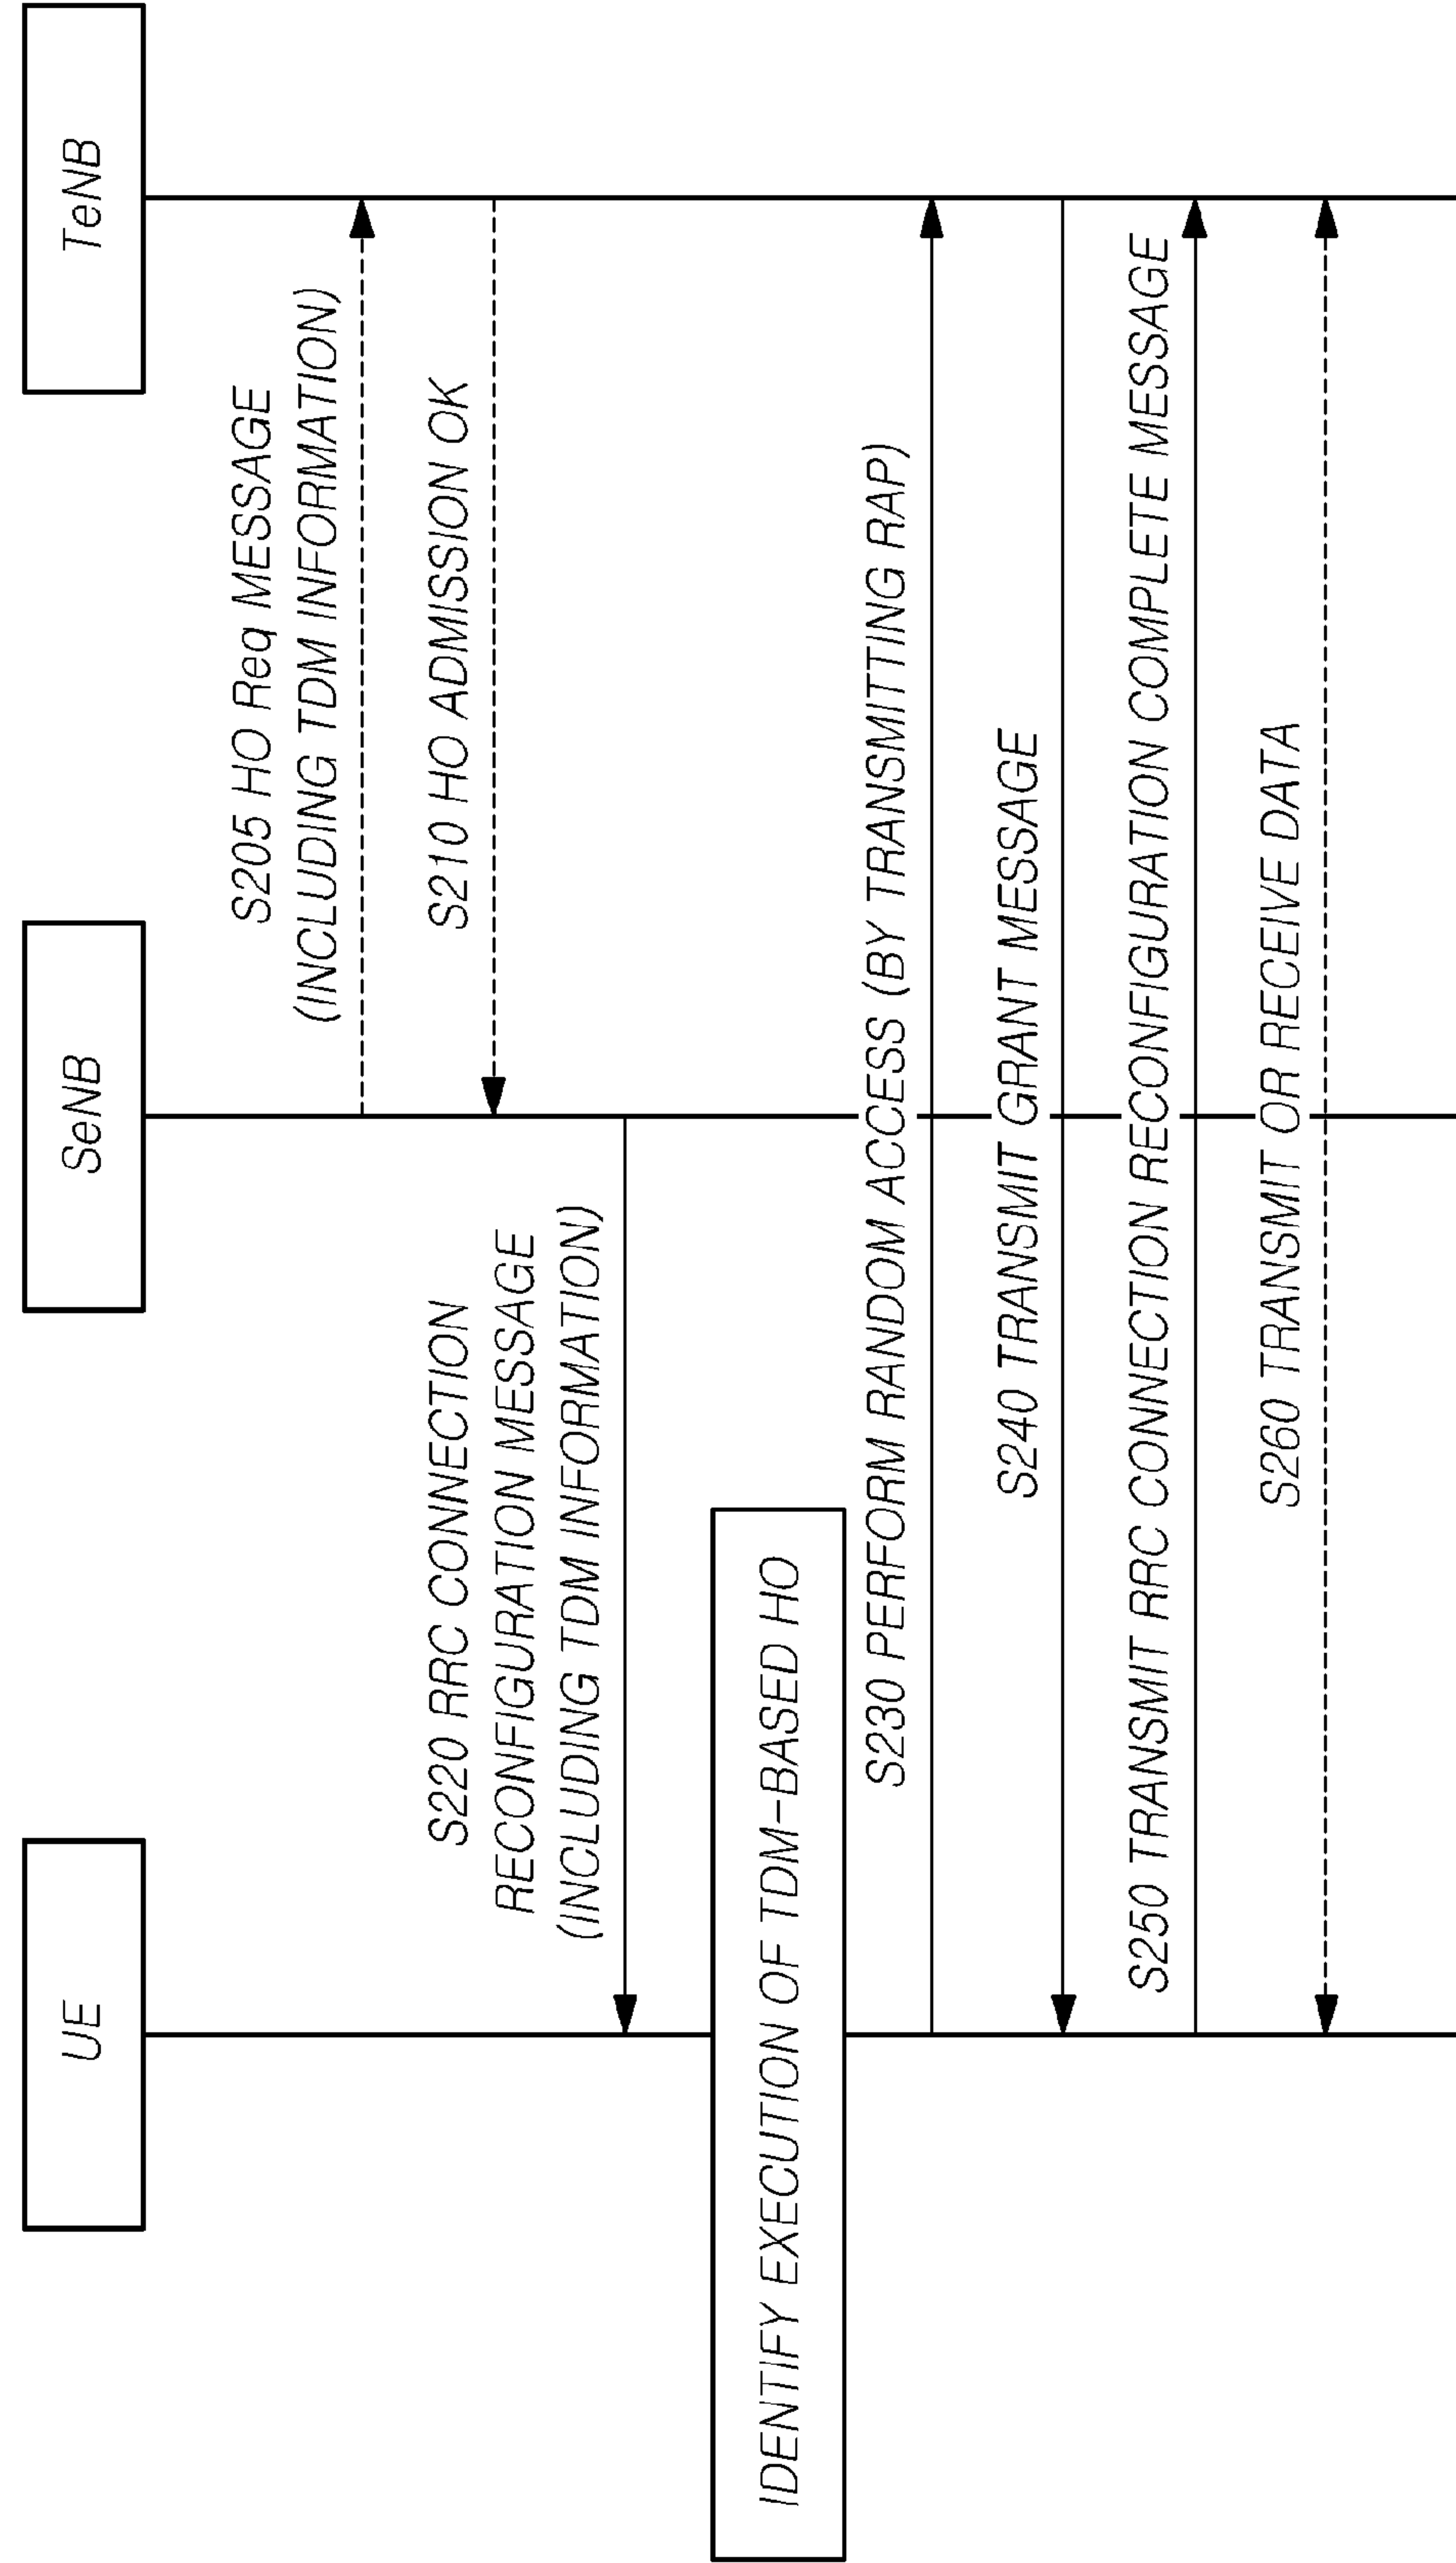 UE
SeNB
TeNB
S205 HO Req MESSAGE
(INCLUDING TDM INFORMATION)
S210 HO ADMISSION OK
S220 RRC CONNECTION
RECONFIGURATION MESSAGE
(INCLUDING TDM INFORMATION)
IDENTIFY EXECUTION OF TDM-BASED HO
S230 PERFORM RANDOM ACCESS (BY TRANSMITTING RAP)
S240 TRANSMIT GRANT MESSAGE
S250 TRANSMIT RRC CONNECTION RECONFIGURATION COMPLETE MESSAGE
S260 TRANSMIT OR RECEIVE DATA